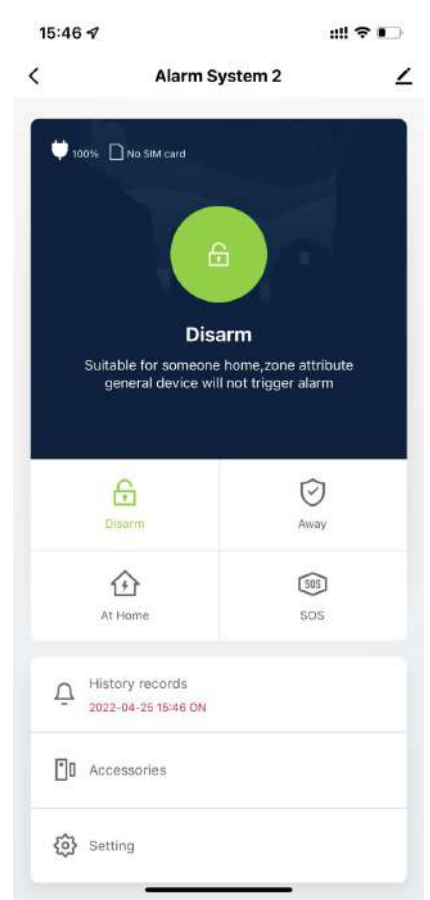 15:46
Alarm System 2
100% No SIM card
Disarm
Suitable for someone home,zone attribute
general device will not trigger alarm
Disarm
Away
At Home
SOS
SOS
History records
2022-04-25 15:46 ON
Accessories
Setting